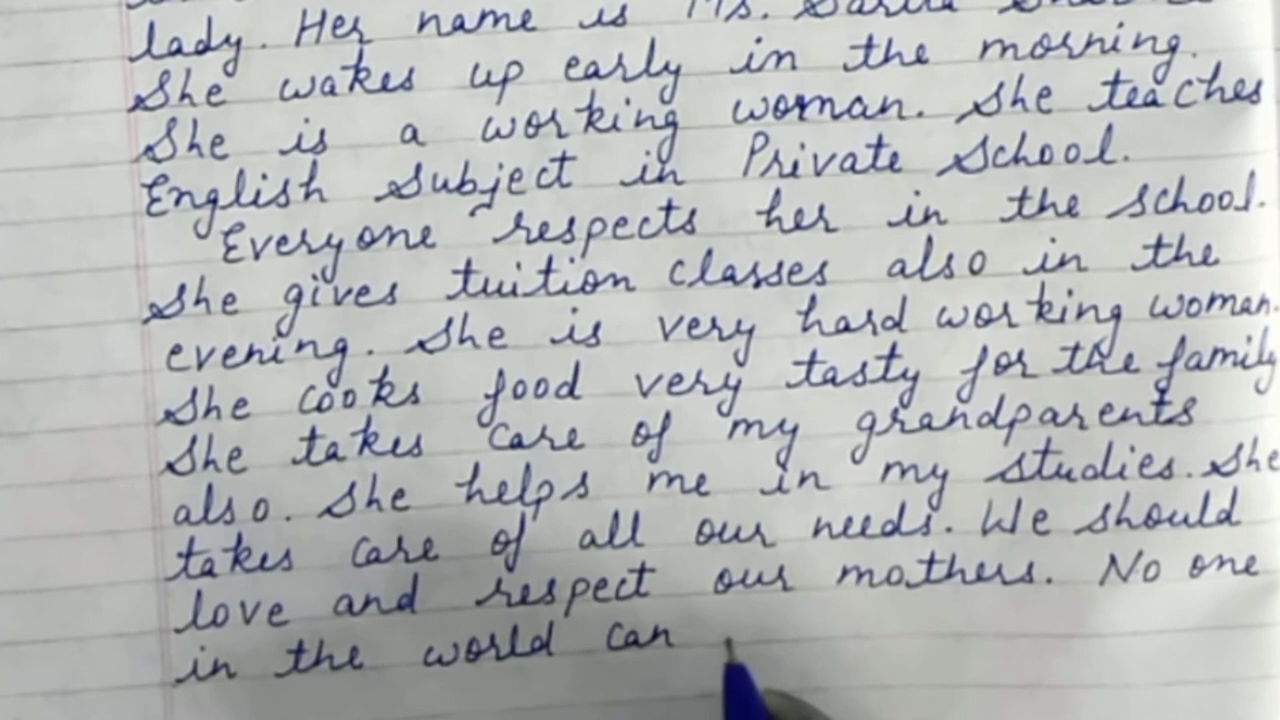 lady. Her name is Ms.
She wakes up early in the morning.
She is a working woman. She teaches
English Subject in Private School.
Everyone respects her in the school.
She gives tuition classes also in the
evening. She is very hard working woman.
She cooks food very tasty for the family
She takes care of my grandparents
also. She helps me in my studies. She
takes care of all our needs. We should
love and respect our mothers. No one
in the world can